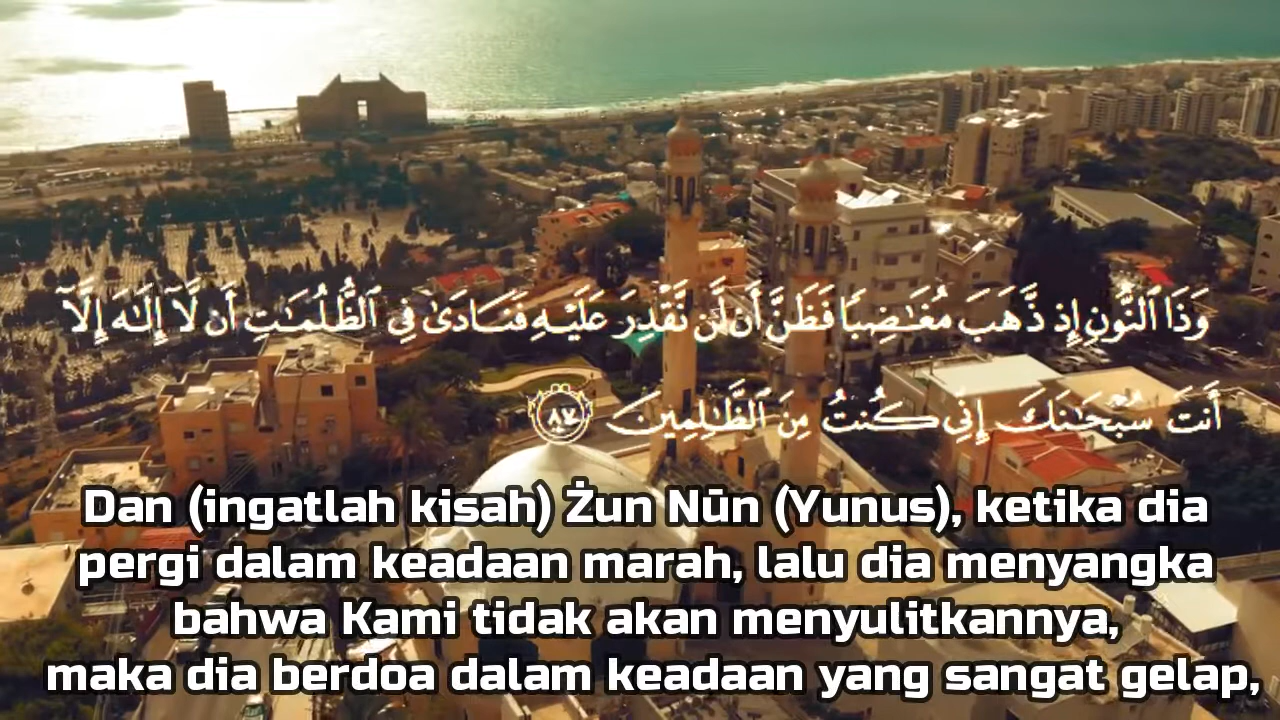 وَذَا ٱلنُّونِ إِذ ذَّهَبَ مُغَـٰضِبًا فَظَنَّ أَن لَّن نَّقْدِرَ عَلَيْهِ فَنَادَىٰ فِى ٱلظُّلُمَـٰتِ أَن لَّآ إِلَـٰهَ إِلَّآ
أَنتَ سُبْحَـٰنَكَ إِنِّى كُنتُ مِنَ ٱلظَّـٰلِمِينَ ٨٧
Dan (ingatlah kisah) Żun Nūn (Yunus), ketika dia
pergi dalam keadaan marah, lalu dia menyangka
bahwa Kami tidak akan menyulitkannya,
maka dia berdoa dalam keadaan yang sangat gelap,